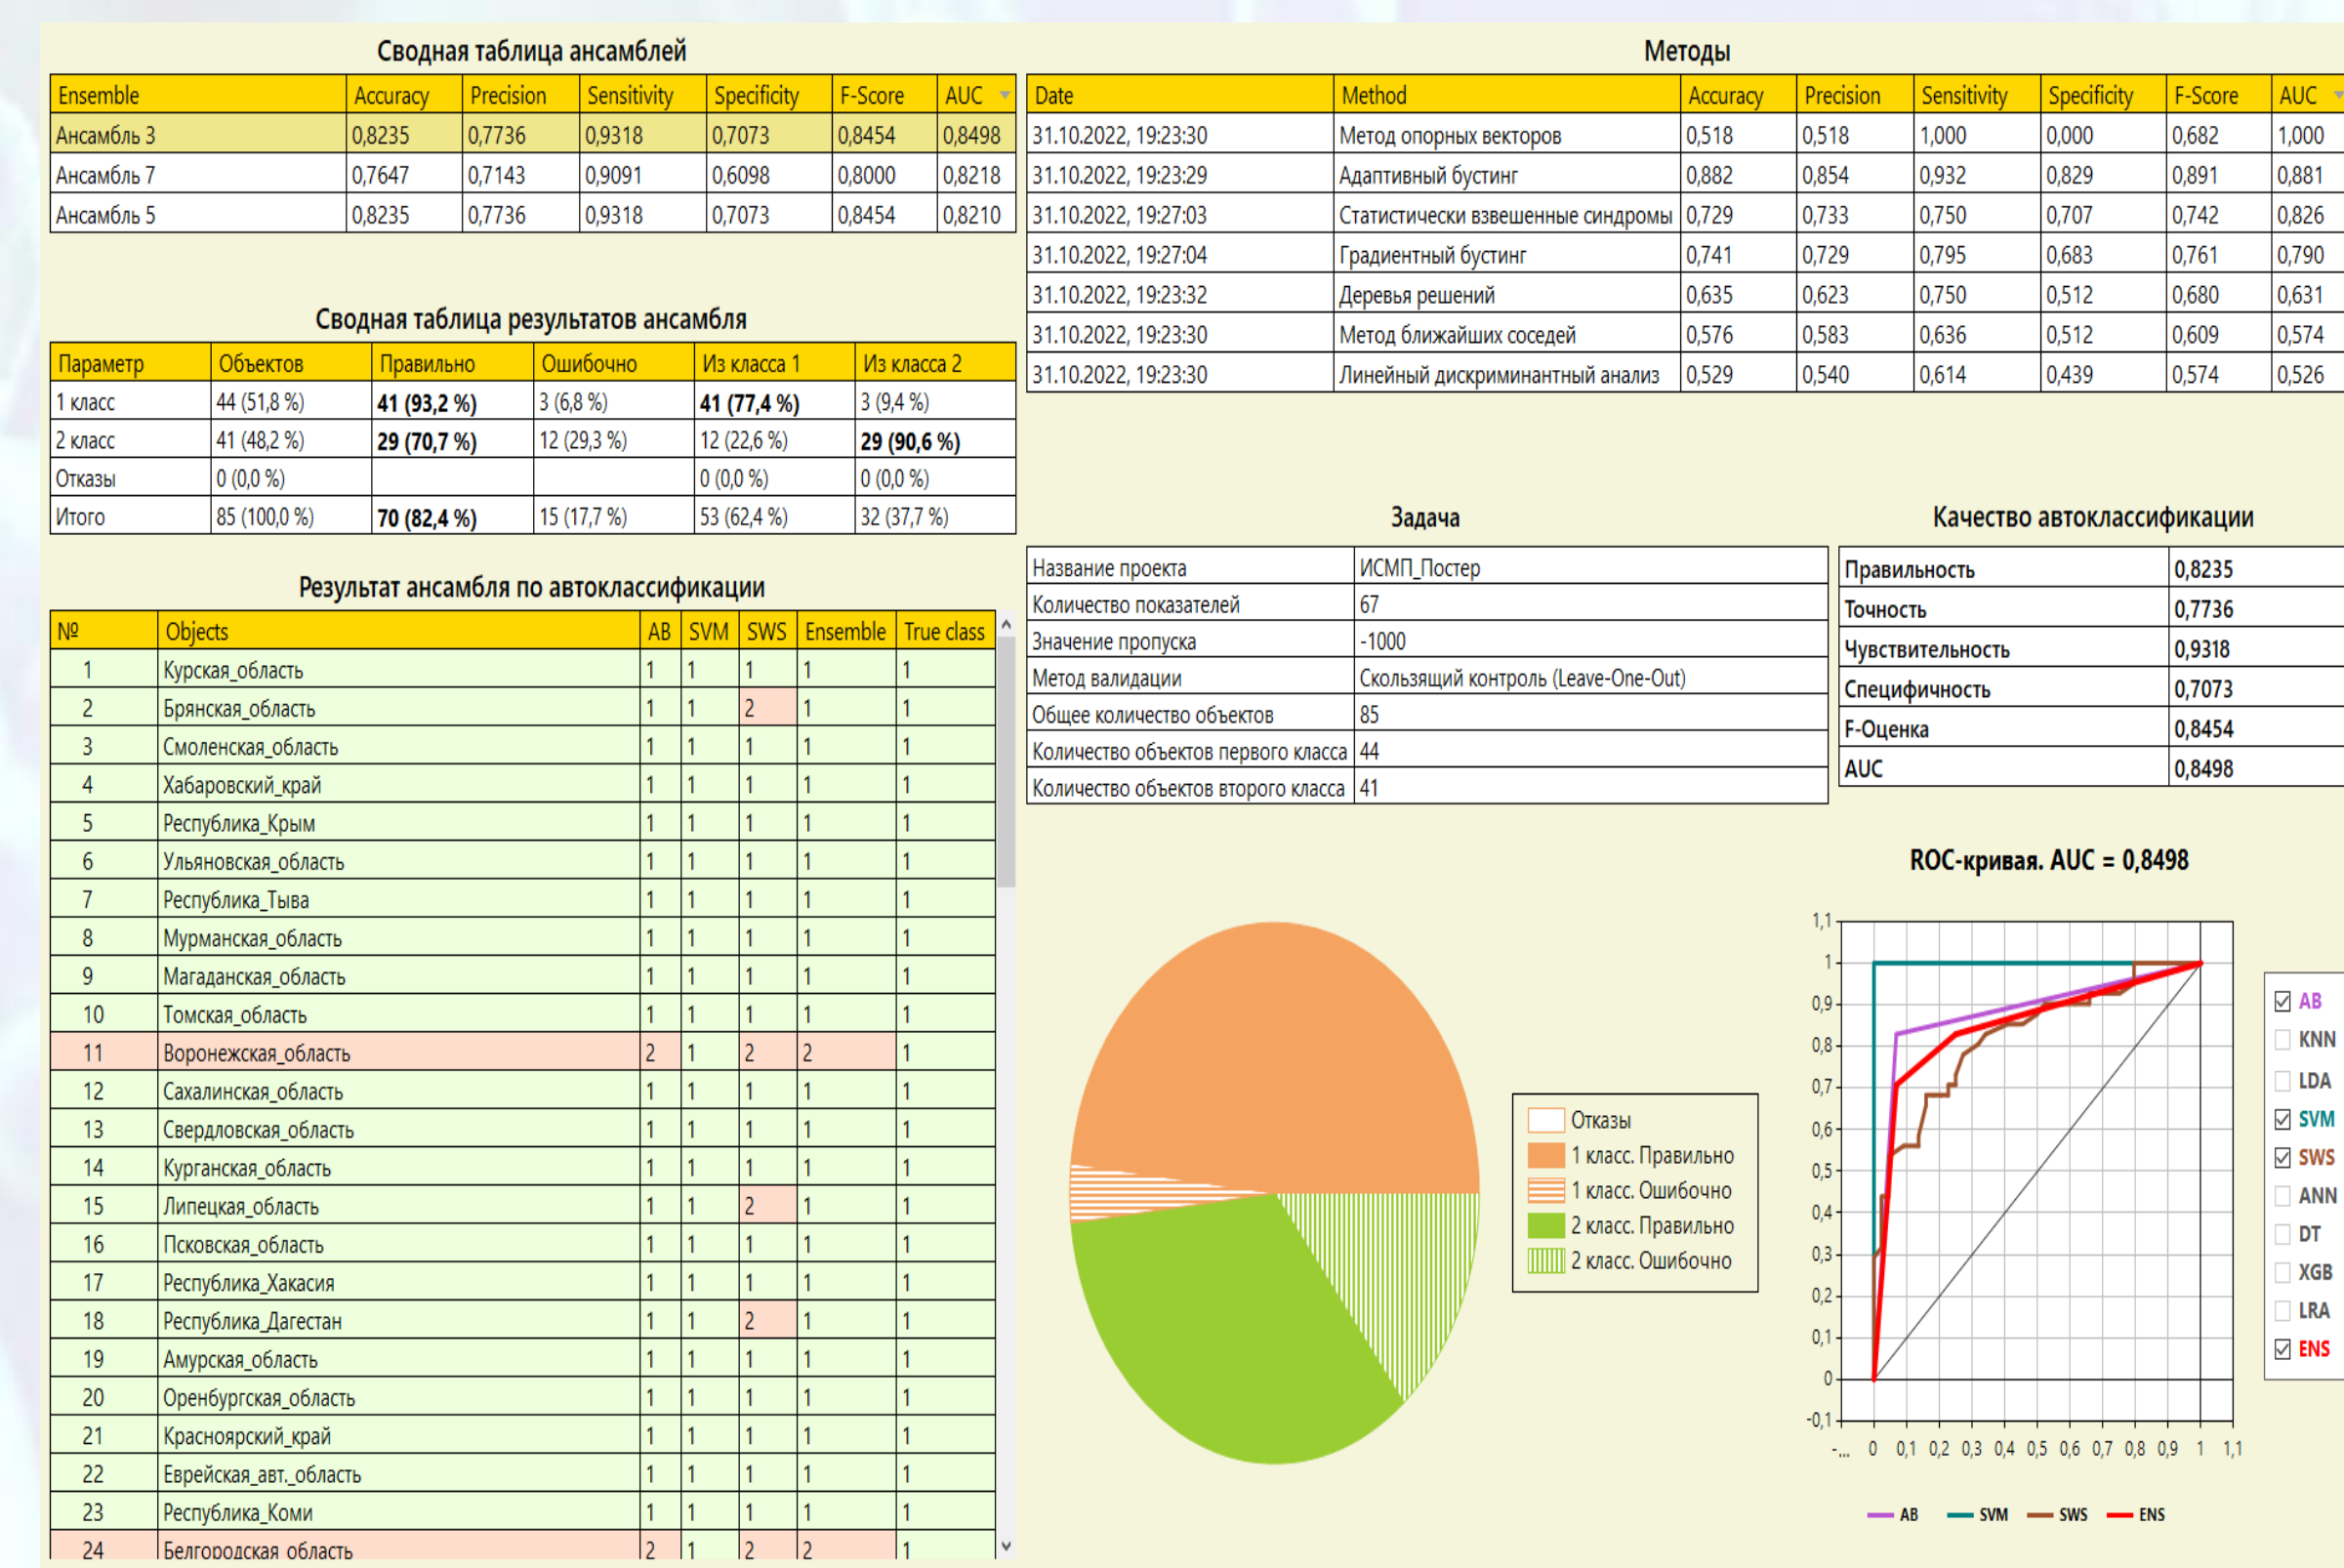 Сводная таблица ансамблей
Ensemble Accuracy Precision Sensitivity Specificity F-Score AUC
Ансамбль 3 0,8235 0,7736 0,9318 0,7073 0,8454 0,8498
Ансамбль 7 0,7647 0,7143 0,9091 0,6098 0,8000 0,8218
Ансамбль 5 0,8235 0,7736 0,9318 0,7073 0,8454 0,8210
Сводная таблица результатов ансамбля
Параметр Объектов Правильно Ошибочно Из класса 1 Из класса 2
1 класс 44 (51,8 %) 41 (93,2 %) 3 (6,8 %) 41 (77,4 %) 3 (9,4 %)
2 класс 41 (48,2 %) 29 (70,7 %) 12 (29,3 %) 12 (22,6 %) 29 (90,6 %)
Отказы 0 (0,0 %) 0 (0,0 %) 0 (0,0 %)
Итого 85 (100,0 %) 70 (82,4 %) 15 (17,7 %) 53 (62,4 %) 32 (37,7 %)
Результат ансамбля по автоклассификации
№ Objects AB SVM SWS Ensemble True class
1 Курская_область 1 1 1 1 1
2 Брянская_область 1 1 2 1 1
3 Смоленская_область 1 1 1 1 1
4 Хабаровский_край 1 1 1 1 1
5 Республика_Крым 1 1 1 1 1
6 Ульяновская_область 1 1 1 1 1
7 Республика_Тыва 1 1 1 1 1
8 Мурманская_область 1 1 1 1 1
9 Магаданская_область 1 1 1 1 1
10 Томская_область 1 1 1 1 1
11 Воронежская_область 2 1 2 2 1
12 Сахалинская_область 1 1 1 1 1
13 Свердловская_область 1 1 1 1 1
14 Курганская_область 1 1 1 1 1
15 Липецкая_область 1 1 2 1 1
16 Псковская_область 1 1 1 1 1
17 Республика_Хакасия 1 1 1 1 1
18 Республика_Дагестан 1 1 2 1 1
19 Амурская_область 1 1 1 1 1
20 Оренбургская_область 1 1 1 1 1
21 Красноярский_край 1 1 1 1 1
22 Еврейская_авт._область 1 1 1 1 1
23 Республика_Коми 1 1 1 1 1
24 Белгородская_область 2 1 2 2 1
Методы
Date Method Accuracy Precision Sensitivity Specificity F-Score AUC
31.10.2022, 19:23:30 Метод опорных векторов 0,518 0,518 1,000 0,000 0,682 1,000
31.10.2022, 19:23:29 Адаптивный бустинг 0,882 0,854 0,932 0,829 0,891 0,881
31.10.2022, 19:27:03 Статистически взвешенные синдромы 0,729 0,733 0,750 0,707 0,742 0,826
31.10.2022, 19:27:04 Градиентный бустинг 0,741 0,729 0,795 0,683 0,761 0,790
31.10.2022, 19:23:32 Деревья решений 0,635 0,623 0,750 0,512 0,680 0,631
31.10.2022, 19:23:30 Метод ближайших соседей 0,576 0,583 0,636 0,512 0,609 0,574
31.10.2022, 19:23:30 Линейный дискриминантный анализ 0,529 0,540 0,614 0,439 0,574 0,526
Задача
Название проекта ИСМП_Постер
Количество показателей 67
Значение пропуска -1000
Метод валидации Скользящий контроль (Leave-One-Out)
Общее количество объектов 85
Количество объектов первого класса 44
Количество объектов второго класса 41
Качество автоклассификации
Правильность 0,8235
Точность 0,7736
Чувствительность 0,9318
Специфичность 0,7073
F-Оценка 0,8454
AUC 0,8498
Отказы
1 класс. Правильно
1 класс. Ошибочно
2 класс. Правильно
2 класс. Ошибочно
ROC-кривая. AUC = 0,8498
1,1
1
0,9
0,8
0,7
0,6
0,5
0,4
0,3
0,2
0,1
0
-0,1
-... 0 0,1 0,2 0,3 0,4 0,5 0,6 0,7 0,8 0,9 1 1,1
AB SVM SWS ENS
AB
KNN
LDA
SVM
SWS
ANN
DT
XGB
LRA
ENS